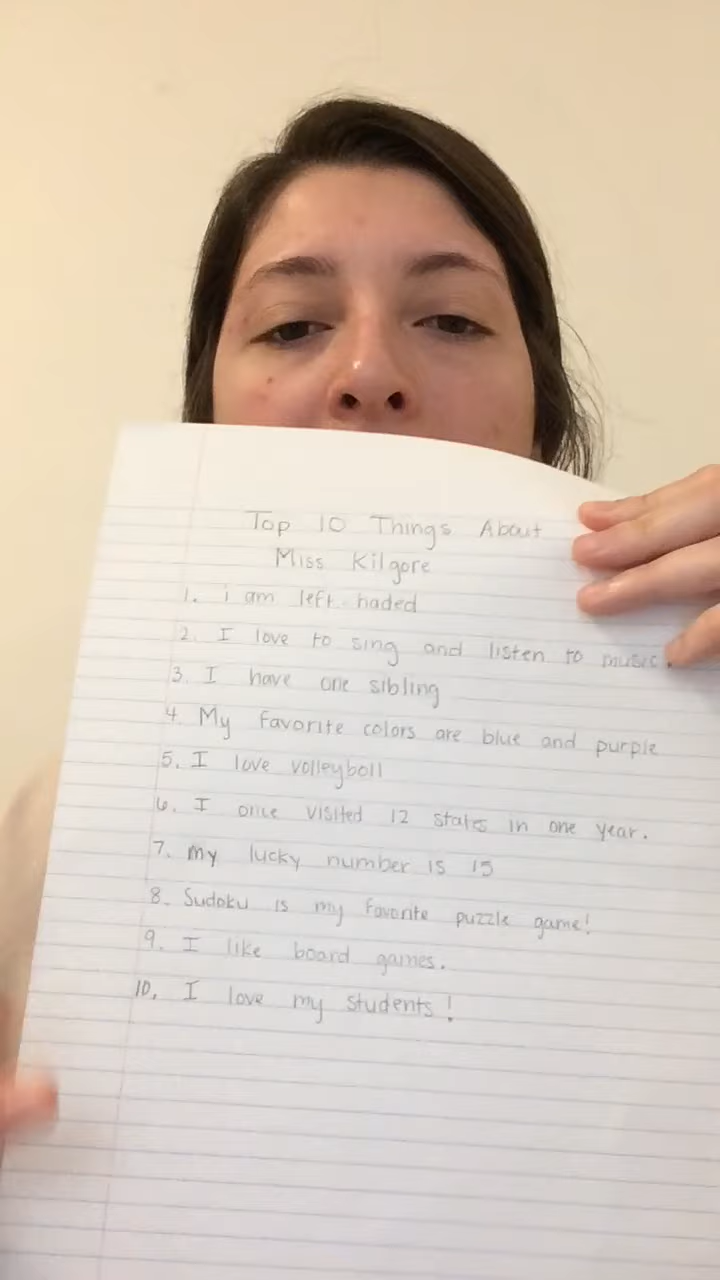 Top 10 Things About
Miss Kilgore
1. i am left-haded
2. I love to sing and listen to music.
3. I have one sibling
4. My favorite colors are blue and purple
5. I love volleyboll
6. I once visited 12 states in one year.
7. my lucky number is 15
8. Sudoku is my favorite puzzle game!
9. I like board games.
10. I love my students!